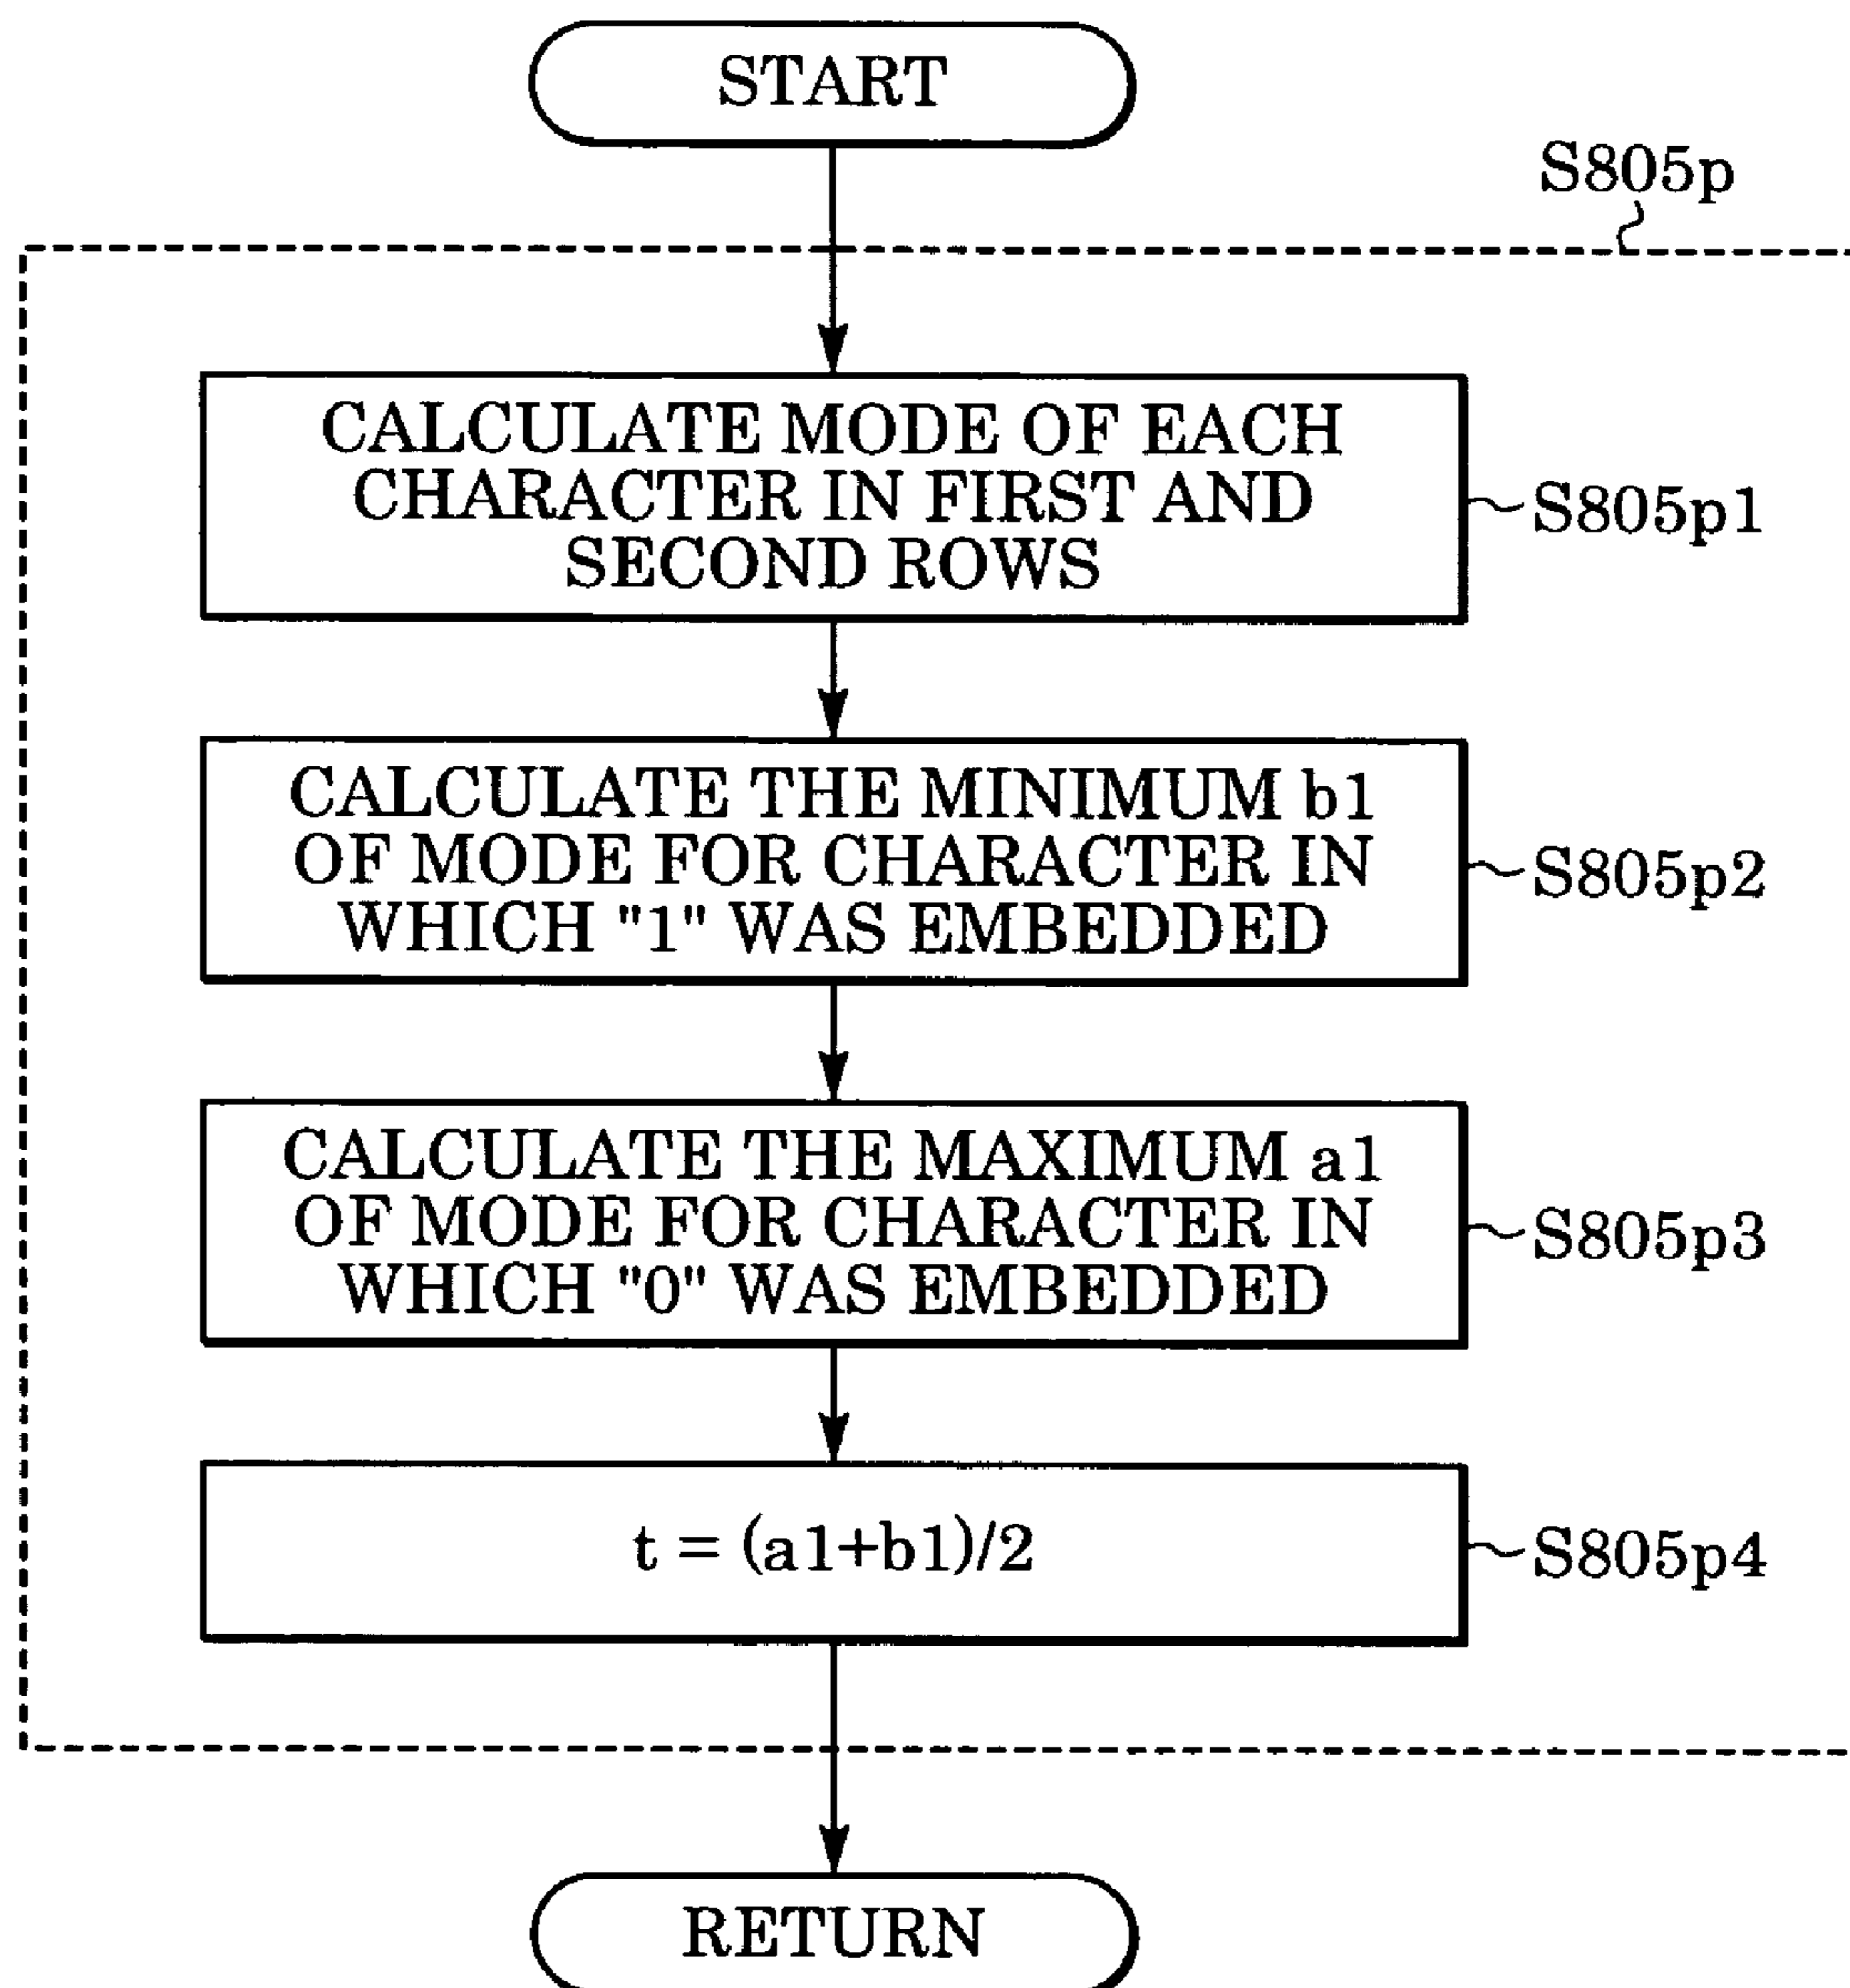 START
S805p
CALCULATE MODE OF EACH
CHARACTER IN FIRST AND
SECOND ROWS
S805p1
CALCULATE THE MINIMUM b1
OF MODE FOR CHARACTER IN
WHICH "1" WAS EMBEDDED
S805p2
CALCULATE THE MAXIMUM a1
OF MODE FOR CHARACTER IN
WHICH "0" WAS EMBEDDED
S805p3
t = (a1+b1)/2
S805p4
RETURN